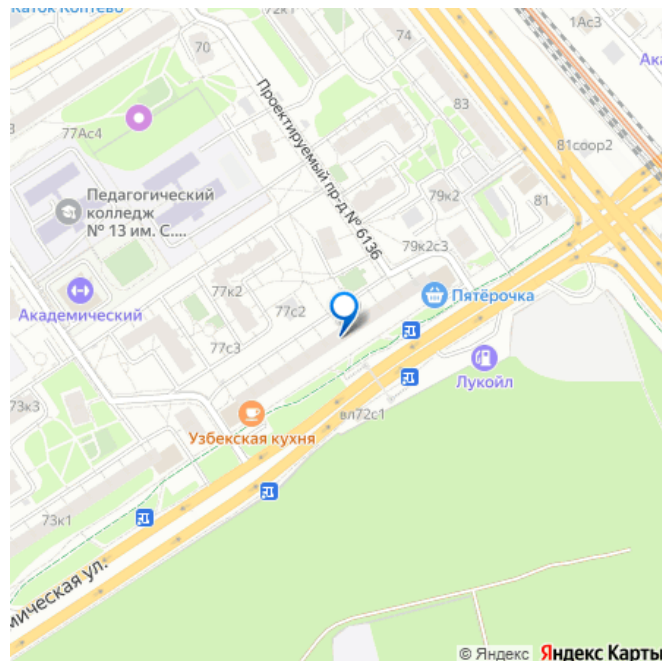 Каток Коптево
72к1
1Ас3
70
74
Ака
Проектируемый пр-д № 6136
83
77Ас4
81соор2
Педагогический
колледж
№ 13 им. С....
79к2
81
79к2с3
77к2
Академический
77с2
Пятёрочка
77с3
Лукойл
73к3
вл72с1
Узбекская кухня
73к1
мическая ул.
© Яндекс Яндекс Карты